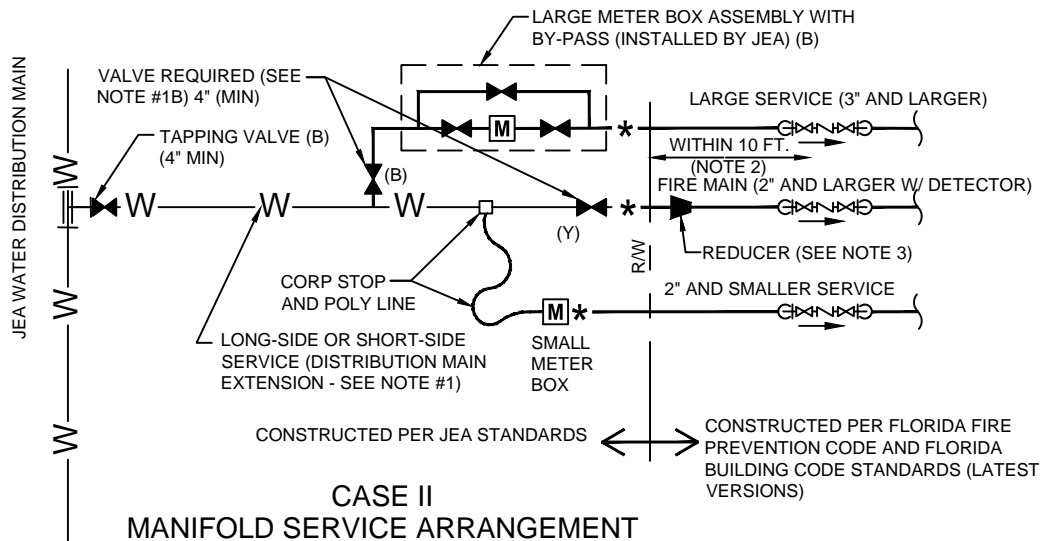 LARGE METER BOX ASSEMBLY WITH
BY-PASS (INSTALLED BY JEA) (B)
VALVE REQUIRED (SEE
NOTE #1B) 4" (MIN)
TAPPING VALVE (B)
(4" MIN)
JEA WATER DISTRIBUTION MAIN
W
W
W
W
W
W
(B)
M
*
LARGE SERVICE (3" AND LARGER)
WITHIN 10 FT.
(NOTE 2)
FIRE MAIN (2" AND LARGER W/ DETECTOR)
*
(Y)
R/W
REDUCER (SEE NOTE 3)
CORP STOP
AND POLY LINE
2" AND SMALLER SERVICE
M
*
SMALL
METER
BOX
LONG-SIDE OR SHORT-SIDE
SERVICE (DISTRIBUTION MAIN
EXTENSION - SEE NOTE #1)
CONSTRUCTED PER JEA STANDARDS
CONSTRUCTED PER FLORIDA FIRE
PREVENTION CODE AND FLORIDA
BUILDING CODE STANDARDS (LATEST
VERSIONS)
CASE II
MANIFOLD SERVICE ARRANGEMENT